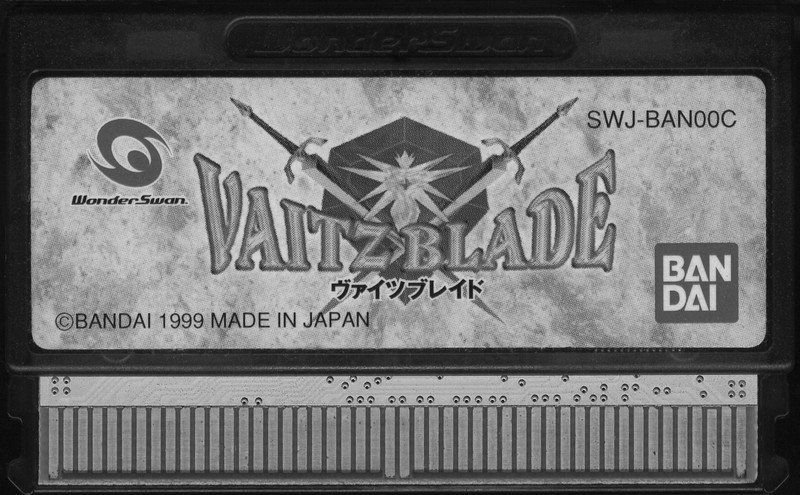 WonderSwan
SWJ-BAN00C
WonderSwan.
VAITZBLADE
ヴァイツブレイド
BAN
DAI
©BANDAI 1999 MADE IN JAPAN